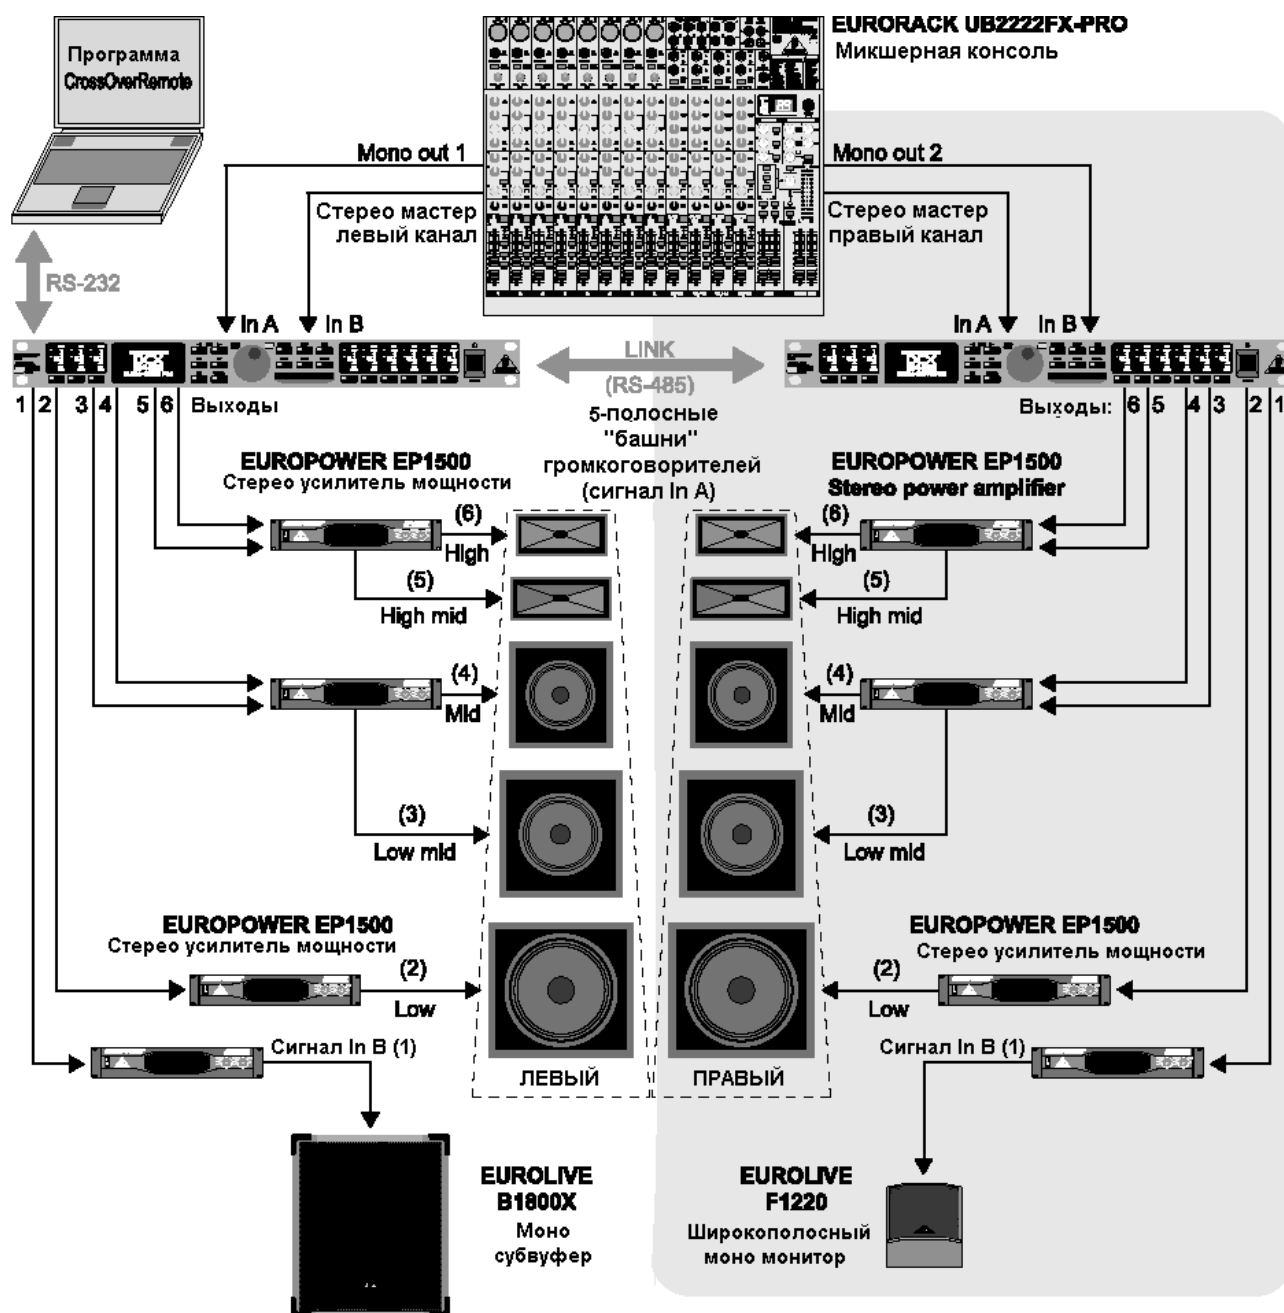 EURORACK UB2222FX-PRO
Микшерная консоль
Программа
CrossOverRemote
Mono out 1
Mono out 2
Стерео мастер
левый канал
Стерео мастер
правый канал
RS-232
In A
In B
In A
In B
LINK
(RS-485)
1 2 3 4 5 6 Выходы
Выходы: 6 5 4 3 2 1
5-полосные
"башни"
громкоговорителей
(сигнал In A)
EUROPOWER EP1500
Стерео усилитель мощности
EUROPOWER EP1500
Stereo power amplifier
(6)
High
(6)
High
(5)
High mid
(5)
High mid
(4)
Mid
(4)
Mid
(3)
Low mid
(3)
Low mid
EUROPOWER EP1500
Стерео усилитель мощности
EUROPOWER EP1500
Стерео усилитель мощности
(2)
Low
(2)
Low
Сигнал In B (1)
Сигнал In B (1)
ЛЕВЫЙ
ПРАВЫЙ
EUROLIVE
B1800X
Моно
субвуфер
EUROLIVE
F1220
Широкополосный
моно монитор